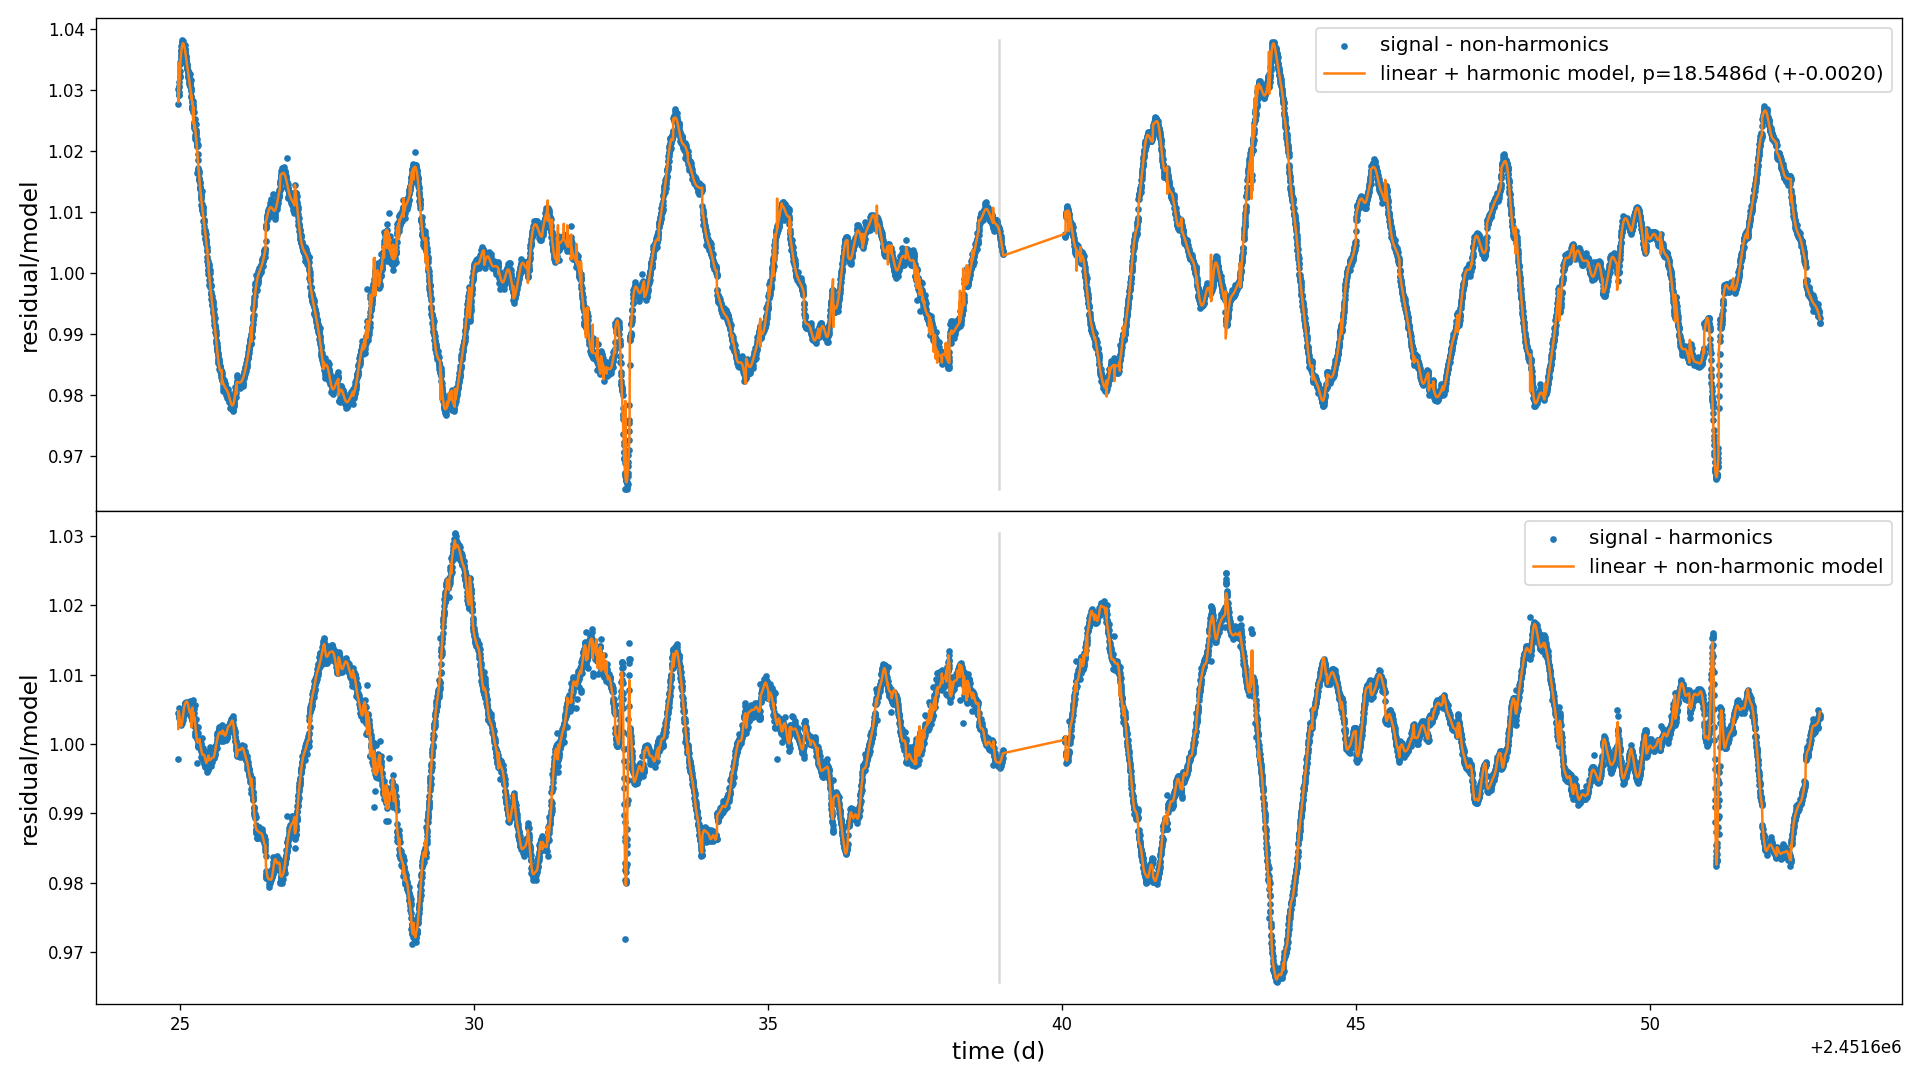 1.04
1.03
1.02
1.01
1.00
0.99
0.98
0.97
residual/model
signal - non-harmonics
linear + harmonic model, p=18.5486d (+-0.0020)
1.03
1.02
1.01
1.00
0.99
0.98
0.97
residual/model
signal - harmonics
linear + non-harmonic model
25 30 35 40 45 50
time (d)
+2.4516e6